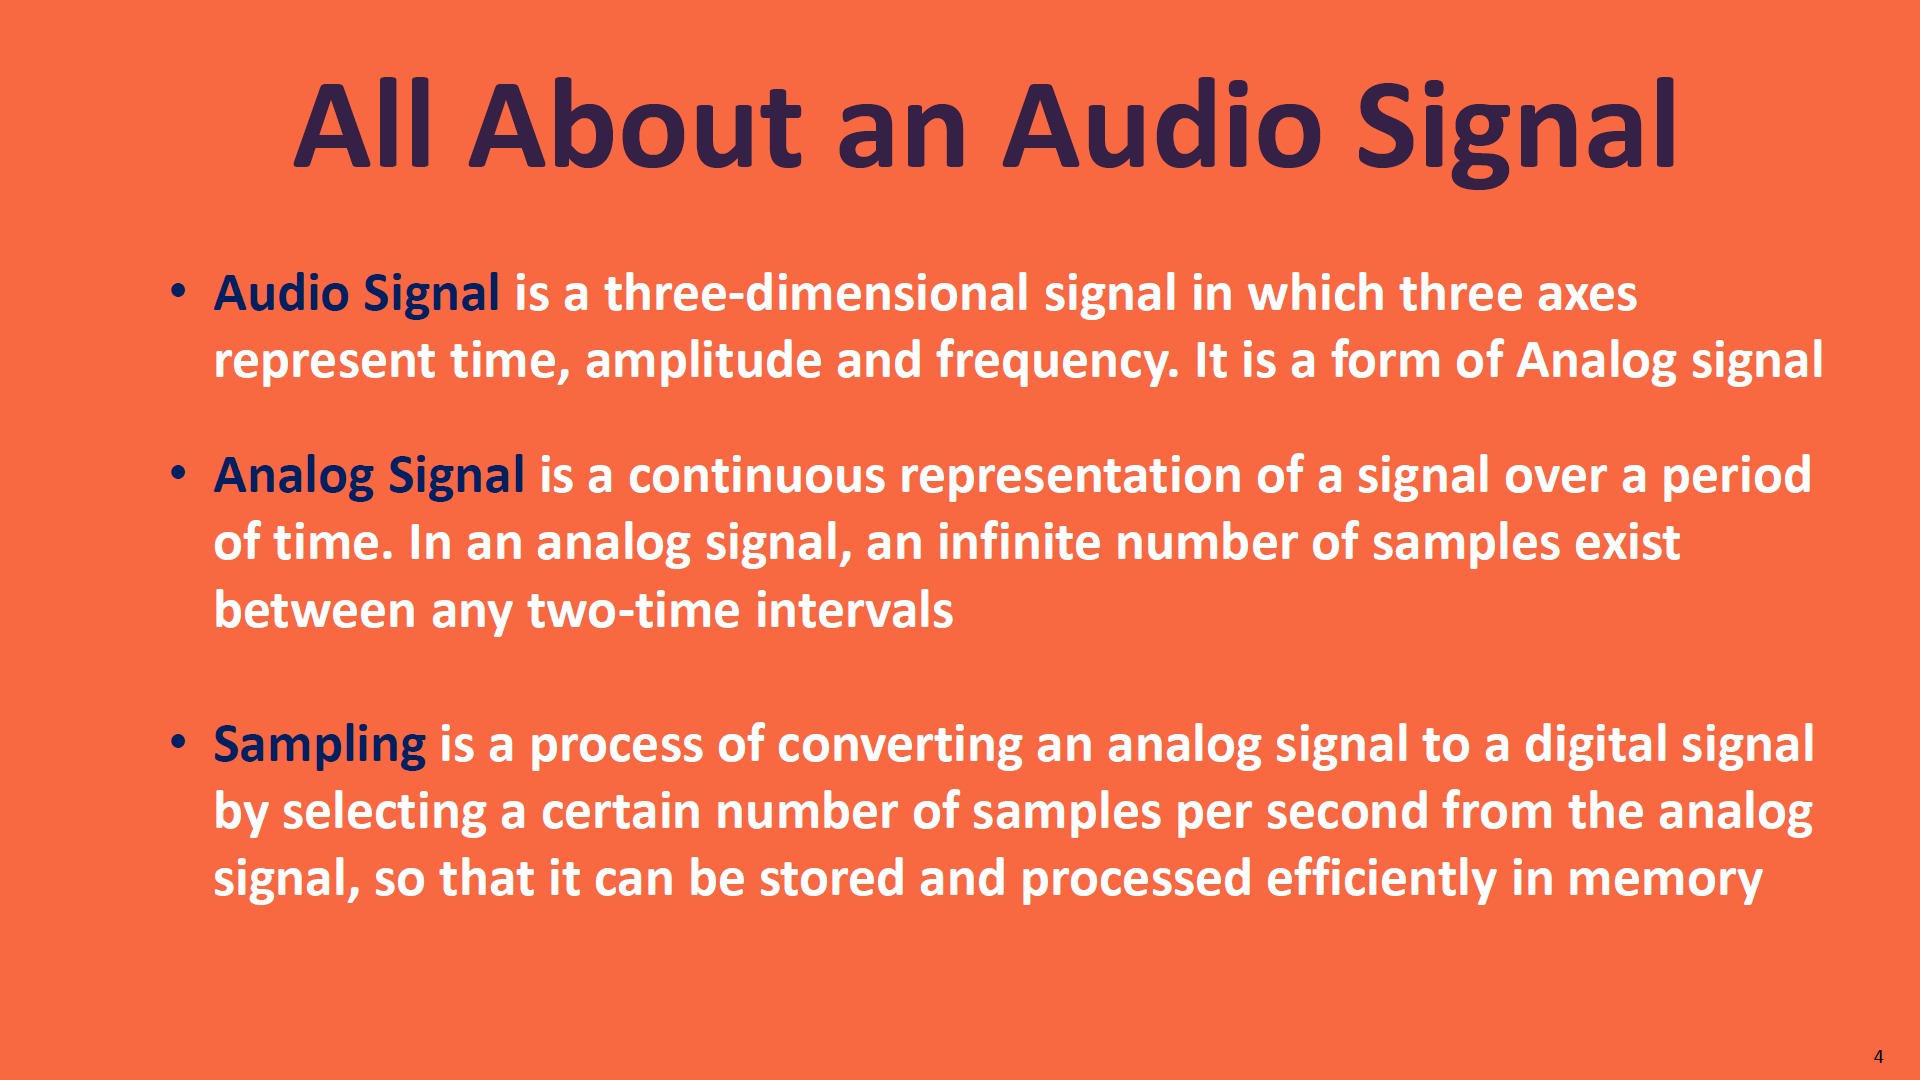 All About an Audio Signal
• Audio Signal is a three-dimensional signal in which three axes
represent time, amplitude and frequency. It is a form of Analog signal
• Analog Signal is a continuous representation of a signal over a period
of time. In an analog signal, an infinite number of samples exist
between any two-time intervals
• Sampling is a process of converting an analog signal to a digital signal
by selecting a certain number of samples per second from the analog
signal, so that it can be stored and processed efficiently in memory
4